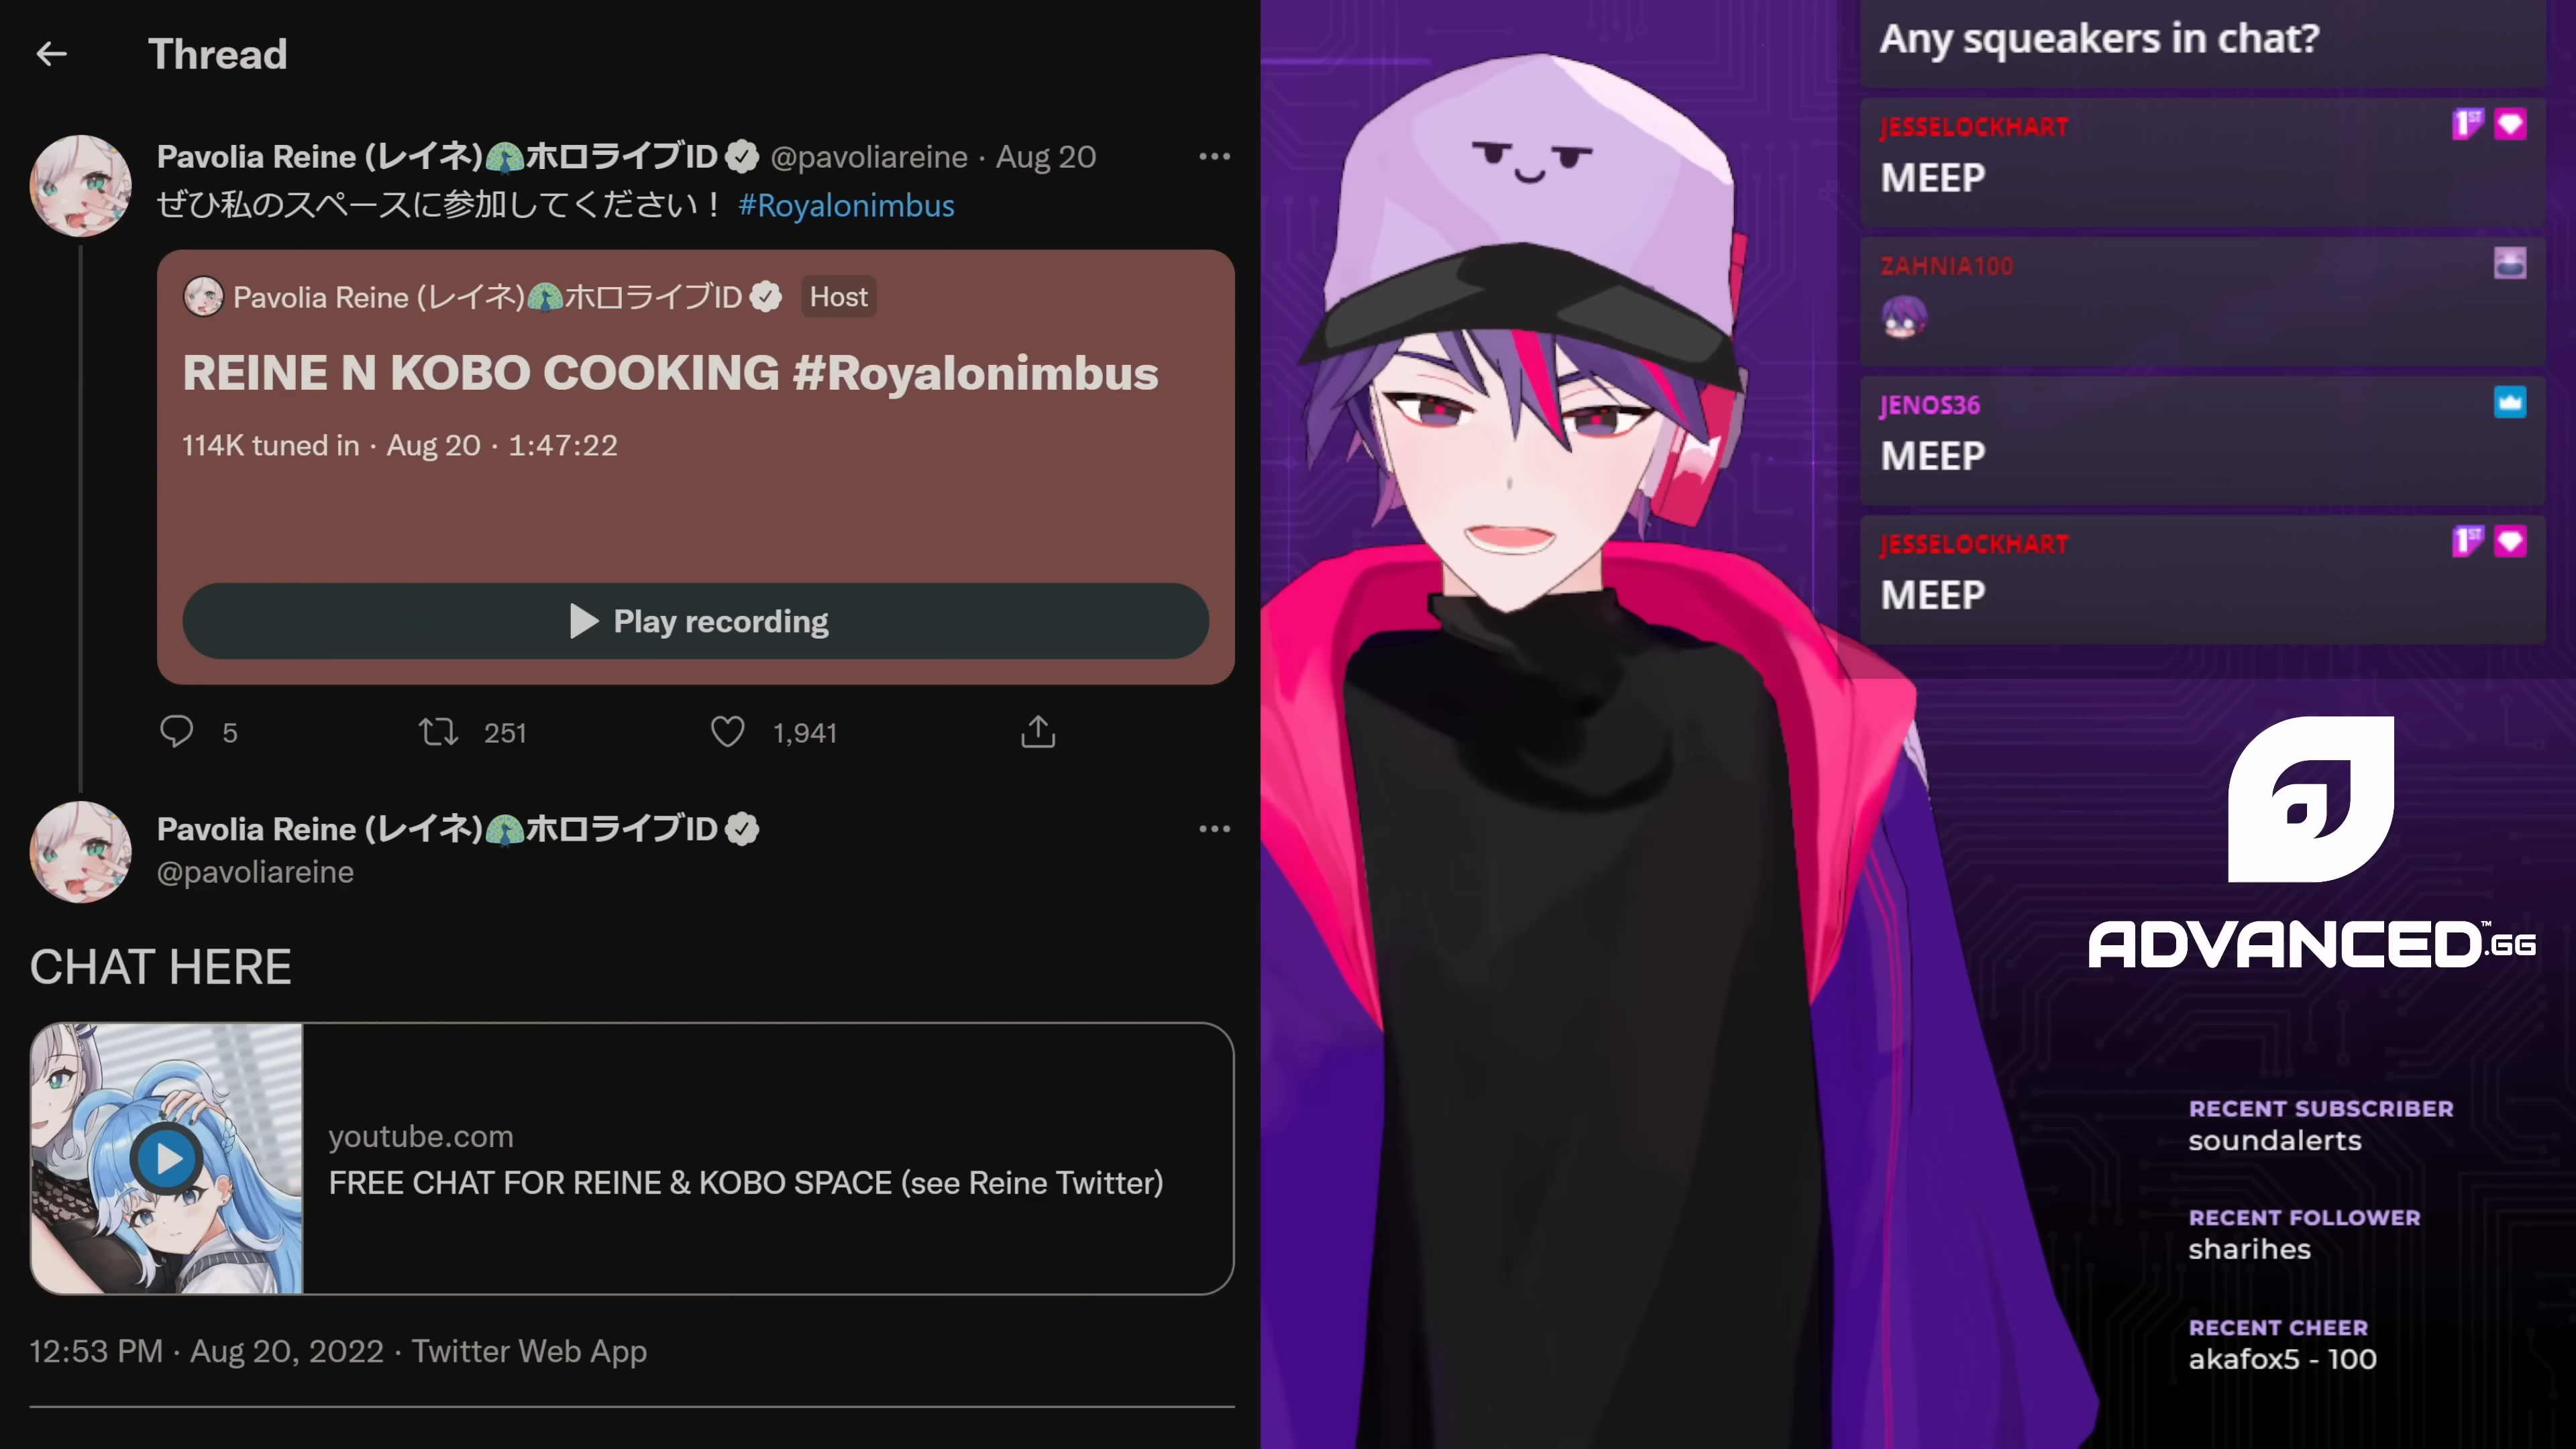 Thread
Pavolia Reine (レイネ)🦚ホロライブID @pavoliareine · Aug 20
ぜひ私のスペースに参加してください！ #Royalonimbus
Pavolia Reine (レイネ)🦚ホロライブID Host
REINE N KOBO COOKING #Royalonimbus
114K tuned in · Aug 20 · 1:47:22
Play recording
5 251 1,941
Pavolia Reine (レイネ)🦚ホロライブID
@pavoliareine
CHAT HERE
youtube.com
FREE CHAT FOR REINE & KOBO SPACE (see Reine Twitter)
12:53 PM · Aug 20, 2022 · Twitter Web App
Any squeakers in chat?
JESSELOCKHART
1ST
MEEP
ZAHNIA100
JENOS36
MEEP
JESSELOCKHART
1ST
MEEP
ADVANCED™.GG
RECENT SUBSCRIBER
soundalerts
RECENT FOLLOWER
sharihes
RECENT CHEER
akafox5 - 100